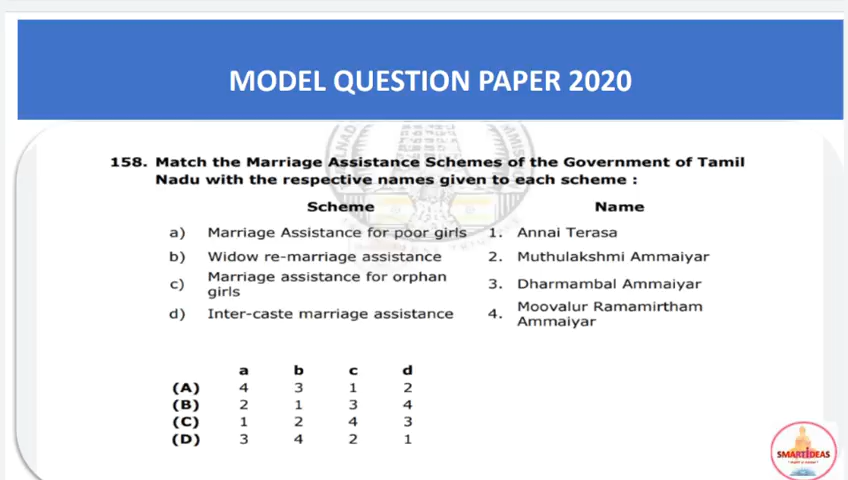 MODEL QUESTION PAPER 2020
158. Match the Marriage Assistance Schemes of the Government of Tamil
Nadu with the respective names given to each scheme :
Scheme Name
a) Marriage Assistance for poor girls 1. Annai Terasa
b) Widow re-marriage assistance 2. Muthulakshmi Ammaiyar
c) Marriage assistance for orphan
girls 3. Dharmambal Ammaiyar
d) Inter-caste marriage assistance 4. Moovalur Ramamirtham
Ammaiyar
a b c d
(A) 4 3 1 2
(B) 2 1 3 4
(C) 1 2 4 3
(D) 3 4 2 1
SMART IDEAS